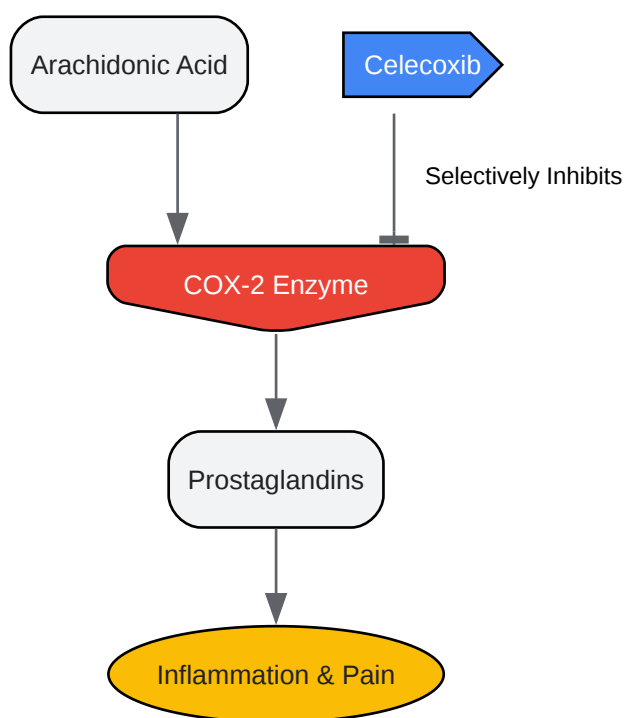 Arachidonic Acid
Celecoxib
Selectively Inhibits
COX-2 Enzyme
Prostaglandins
Inflammation & Pain